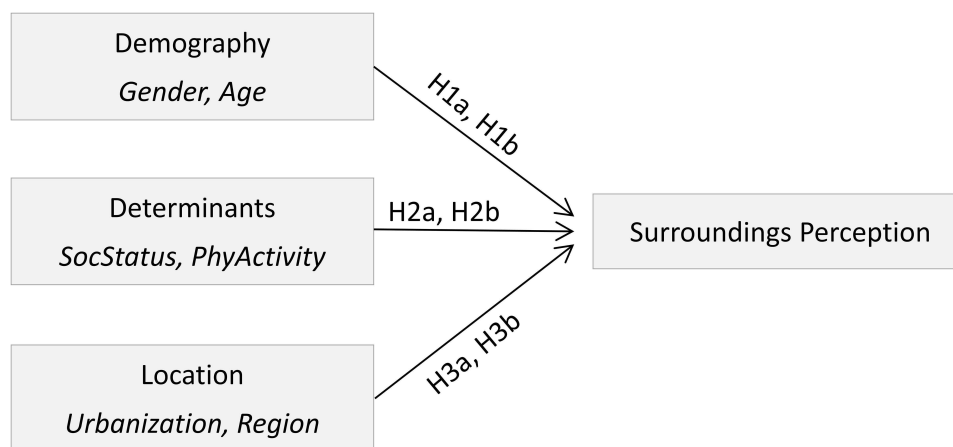 Demography
Gender, Age
H1a, H1b
Determinants
SocStatus, PhyActivity
H2a, H2b
Surroundings Perception
Location
Urbanization, Region
H3a, H3b